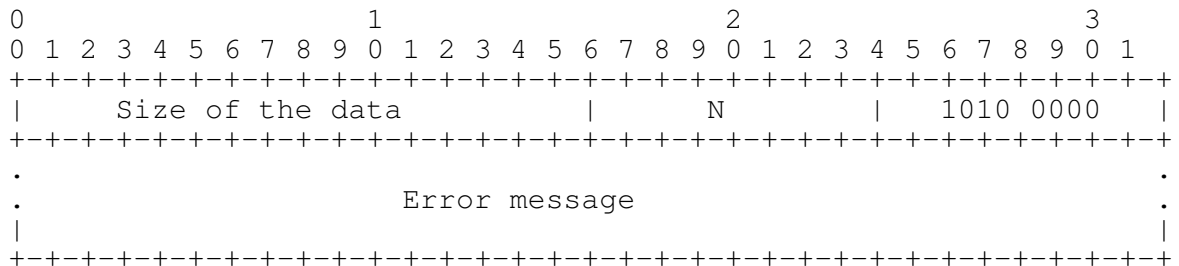 0                   1                   2                   3
0 1 2 3 4 5 6 7 8 9 0 1 2 3 4 5 6 7 8 9 0 1 2 3 4 5 6 7 8 9 0 1
+-+-+-+-+-+-+-+-+-+-+-+-+-+-+-+-+-+-+-+-+-+-+-+-+-+-+-+-+-+-+-+-+
|     Size of the data          |      N        |   1010 0000   |
+-+-+-+-+-+-+-+-+-+-+-+-+-+-+-+-+-+-+-+-+-+-+-+-+-+-+-+-+-+-+-+-+
.                                                               .
.                     Error message                             .
|                                                               |
+-+-+-+-+-+-+-+-+-+-+-+-+-+-+-+-+-+-+-+-+-+-+-+-+-+-+-+-+-+-+-+-+